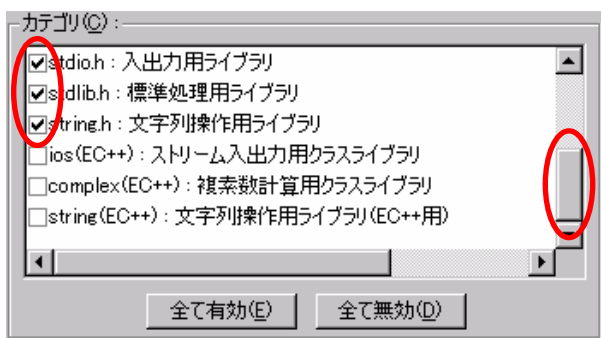 カテゴリ(C):
stdio.h : 入出力用ライブラリ
stdlib.h : 標準処理用ライブラリ
string.h : 文字列操作用ライブラリ
ios(EC++) : ストリーム入出力用クラスライブラリ
complex(EC++) : 複素数計算用クラスライブラリ
string(EC++) : 文字列操作用ライブラリ(EC++用)
全て有効(E) 全て無効(D)